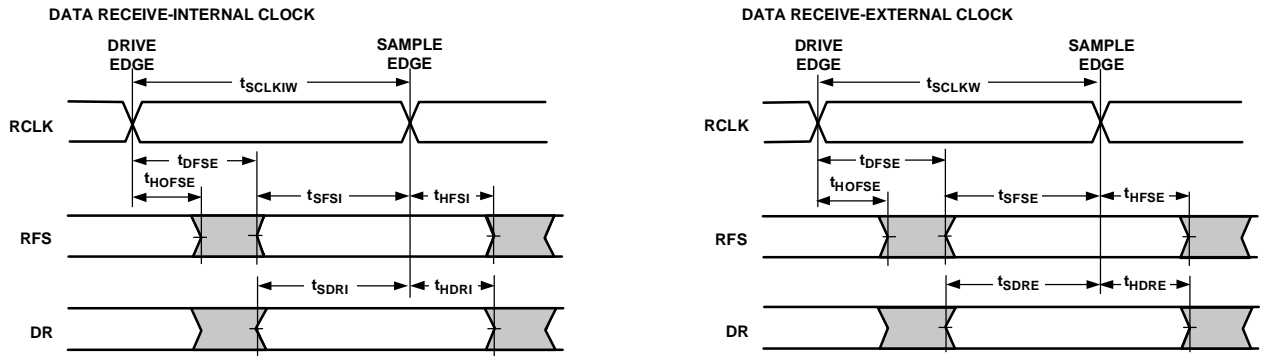 DATA RECEIVE-INTERNAL CLOCK
DRIVE
EDGE
SAMPLE
EDGE
tSCLKIW
RCLK
tDFSE
tHOFSE
tSFSI
tHFSI
RFS
tSDRI
tHDRI
DR
DATA RECEIVE-EXTERNAL CLOCK
DRIVE
EDGE
SAMPLE
EDGE
tSCLKW
RCLK
tDFSE
tHOFSE
tSFSE
tHFSE
RFS
tSDRE
tHDRE
DR